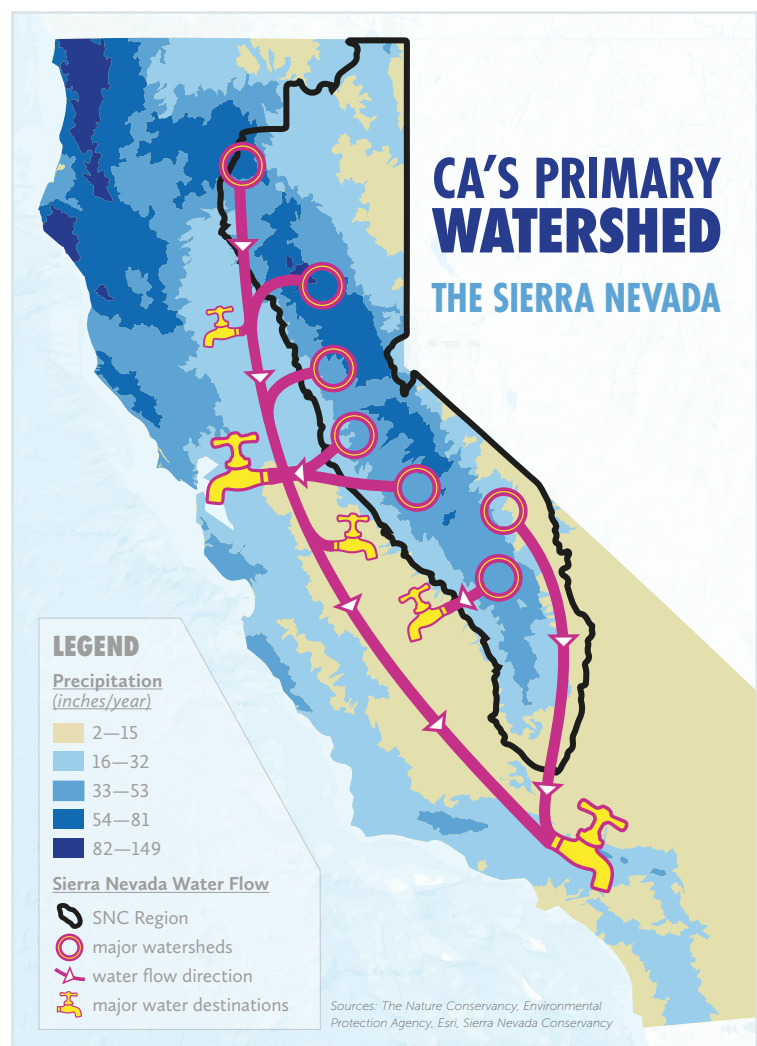 CA'S PRIMARY
WATERSHED
THE SIERRA NEVADA
LEGEND
Precipitation
(inches/year)
2—15
16—32
33—53
54—81
82—149
Sierra Nevada Water Flow
SNC Region
major watersheds
water flow direction
major water destinations
Sources: The Nature Conservancy, Environmental
Protection Agency, Esri, Sierra Nevada Conservancy